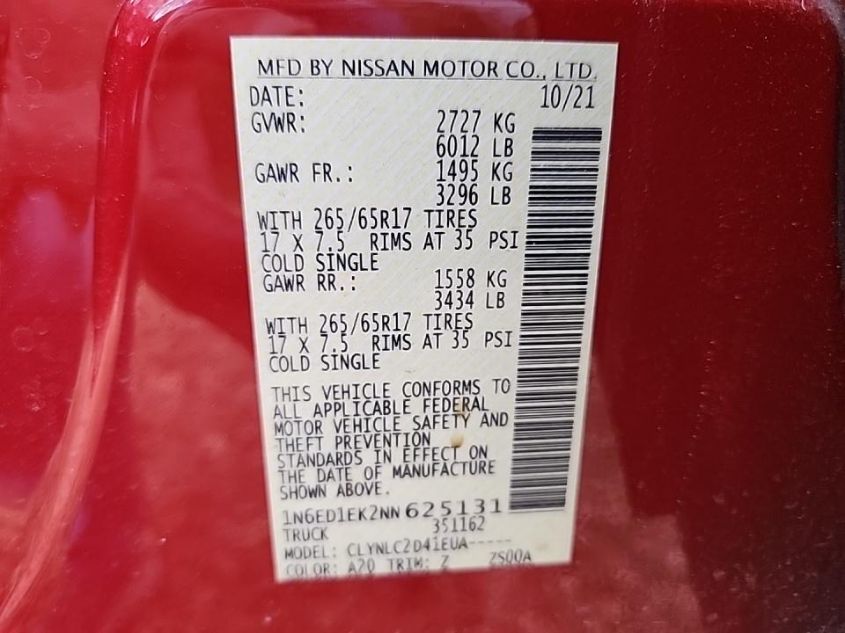 MFD BY NISSAN MOTOR CO., LTD.
DATE: 10/21
GVWR: 2727 KG
6012 LB
GAWR FR.: 1495 KG
3296 LB
WITH 265/65R17 TIRES
17 X 7.5 RIMS AT 35 PSI
COLD SINGLE
GAWR RR.: 1558 KG
3434 LB
WITH 265/65R17 TIRES
17 X 7.5 RIMS AT 35 PSI
COLD SINGLE
THIS VEHICLE CONFORMS TO
ALL APPLICABLE FEDERAL
MOTOR VEHICLE SAFETY AND
THEFT PREVENTION
STANDARDS IN EFFECT ON
THE DATE OF MANUFACTURE
SHOWN ABOVE.
1N6ED1EK2NN625131
TRUCK 351162
MODEL: CLYNLC2D41EUA-----
COLOR: A20 TRIM: Z ZS00A